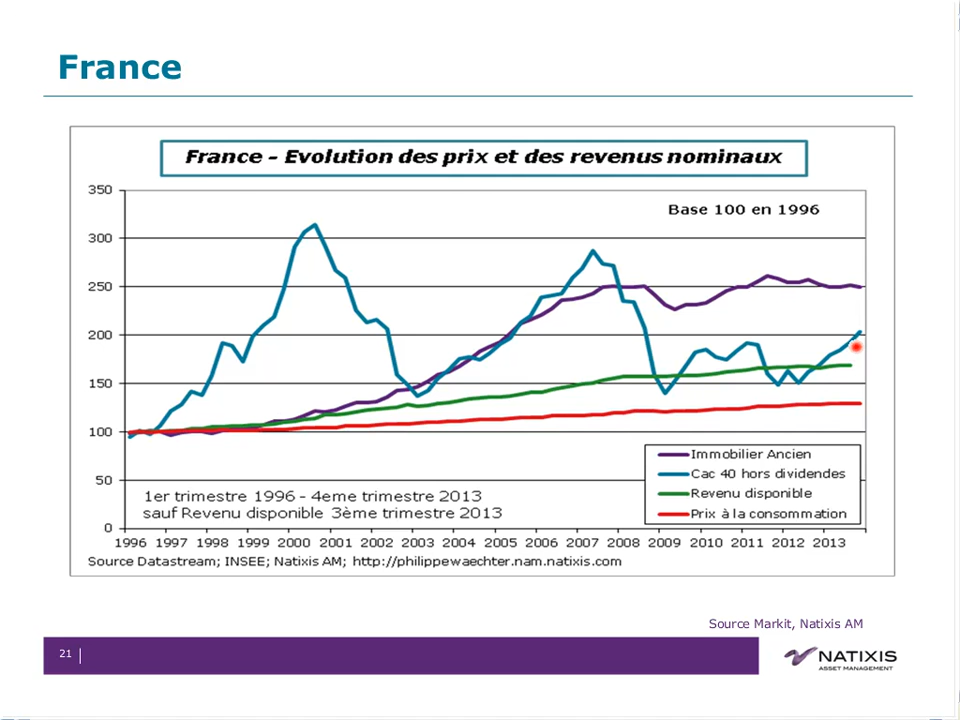 France
France - Evolution des prix et des revenus nominaux
Base 100 en 1996
350
300
250
200
150
100
50
0
Immobilier Ancien
Cac 40 hors dividendes
Revenu disponible
Prix à la consommation
1er trimestre 1996 - 4eme trimestre 2013
sauf Revenu disponible 3ème trimestre 2013
1996 1997 1998 1999 2000 2001 2002 2003 2004 2005 2006 2007 2008 2009 2010 2011 2012 2013
Source Datastream; INSEE; Natixis AM; http://philippewaechter.nam.natixis.com
Source Markit, Natixis AM
21
NATIXIS
ASSET MANAGEMENT